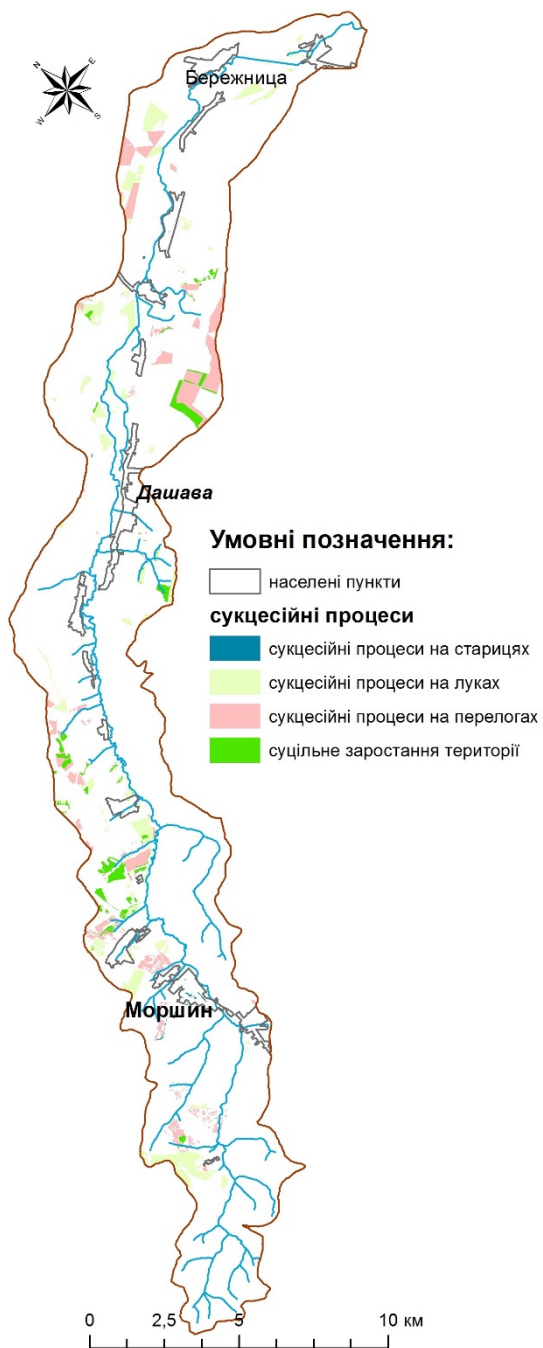 Бережница
N
E
W
S
Дашава
Умовні позначення:
населені пункти
сукцесійні процеси
сукцесійні процеси на старицях
сукцесійні процеси на луках
сукцесійні процеси на перелогах
суцільне заростання території
Моршин
0 2,5 5 10 км